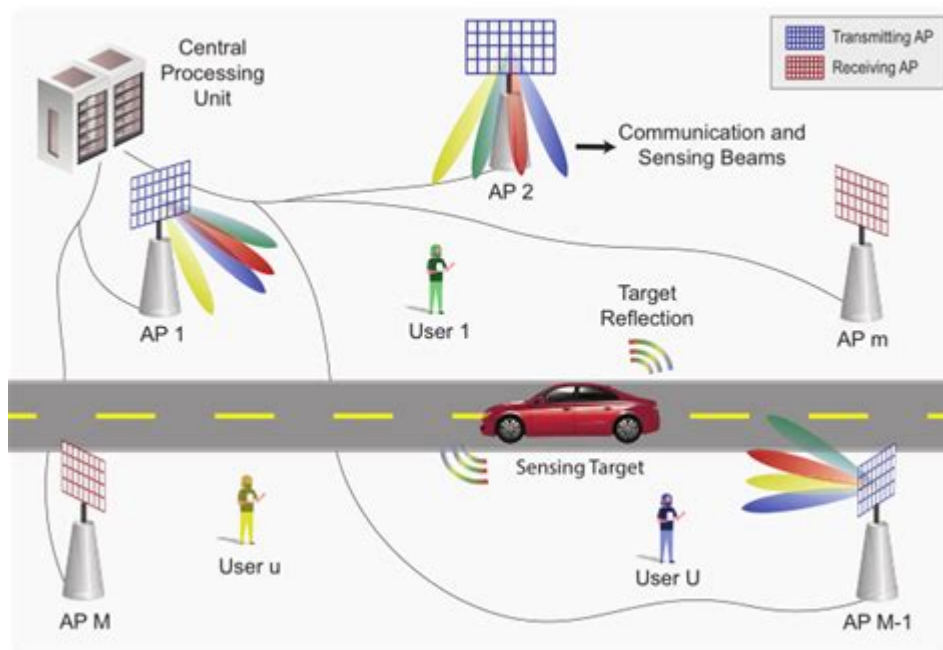 Central
Processing
Unit
Transmitting AP
Receiving AP
Communication and
Sensing Beams
AP 2
AP 1
User 1
Target
Reflection
AP m
Sensing Target
User u
User U
AP M
AP M-1